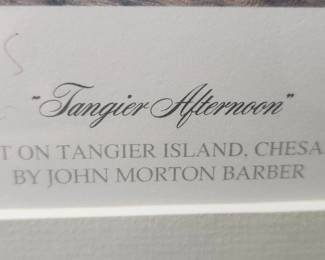 "Tangier Afternoon"
T ON TANGIER ISLAND, CHESA
BY JOHN MORTON BARBER